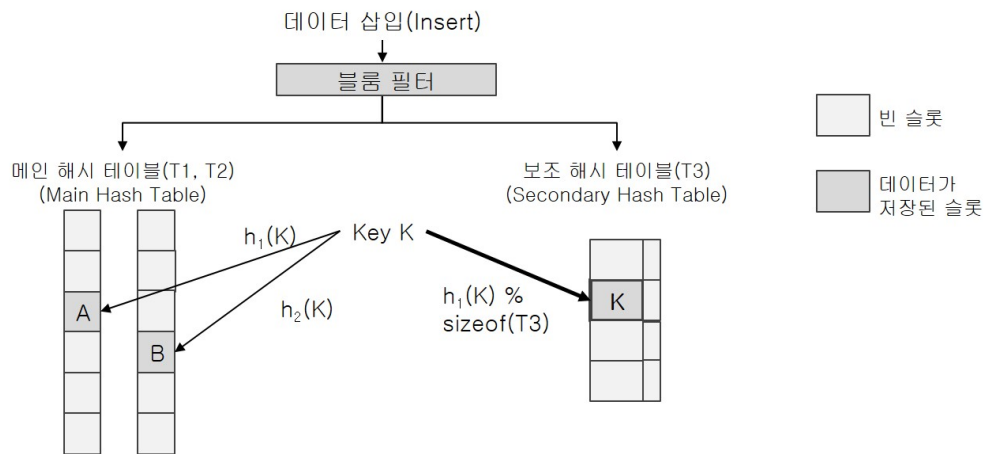 데이터 삽입(Insert)
블룸 필터
빈 슬롯
메인 해시 테이블(T1, T2)
(Main Hash Table)
보조 해시 테이블(T3)
(Secondary Hash Table)
데이터가
저장된 슬롯
h₁(K)
Key K
A
h₂(K)
h₁(K) %
sizeof(T3)
K
B